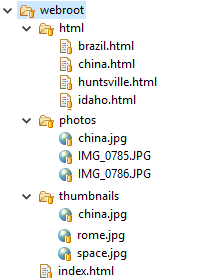 webroot
html
brazil.html
china.html
huntsville.html
idaho.html
photos
china.jpg
IMG_0785.JPG
IMG_0786.JPG
thumbnails
china.jpg
rome.jpg
space.jpg
index.html